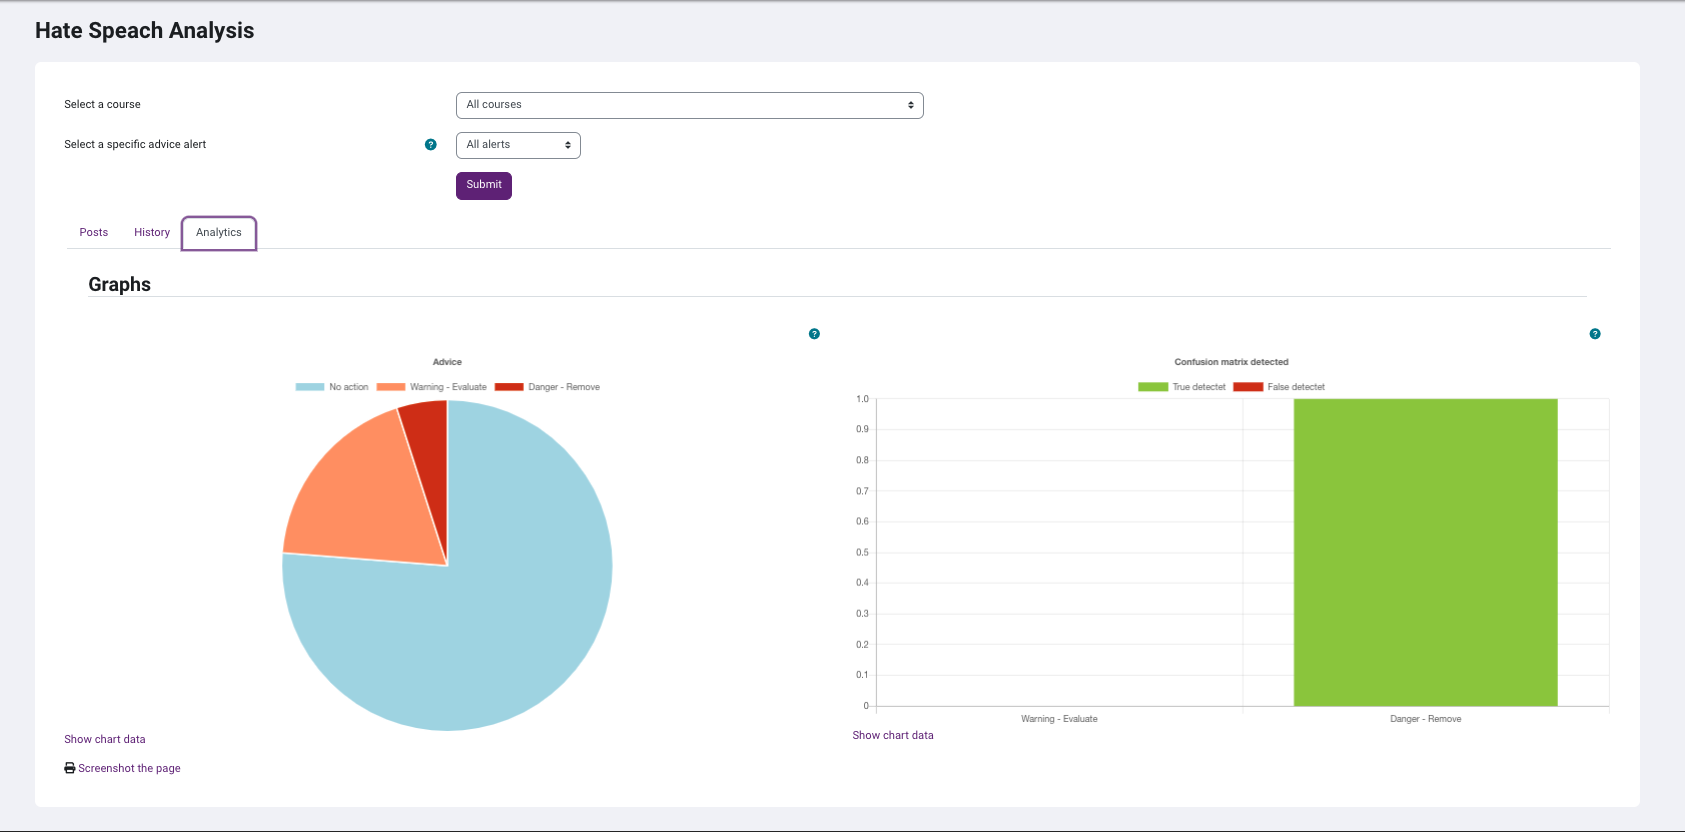 Hate Speach Analysis
Select a course
All courses
Select a specific advice alert
?
All alerts
Submit
Posts History Analytics
Graphs
?
?
Advice
No action Warning - Evaluate Danger - Remove
Confusion matrix detected
True detectet False detectet
1.0
0.9
0.8
0.7
0.6
0.5
0.4
0.3
0.2
0.1
0
Warning - Evaluate Danger - Remove
Show chart data
Show chart data
Screenshot the page